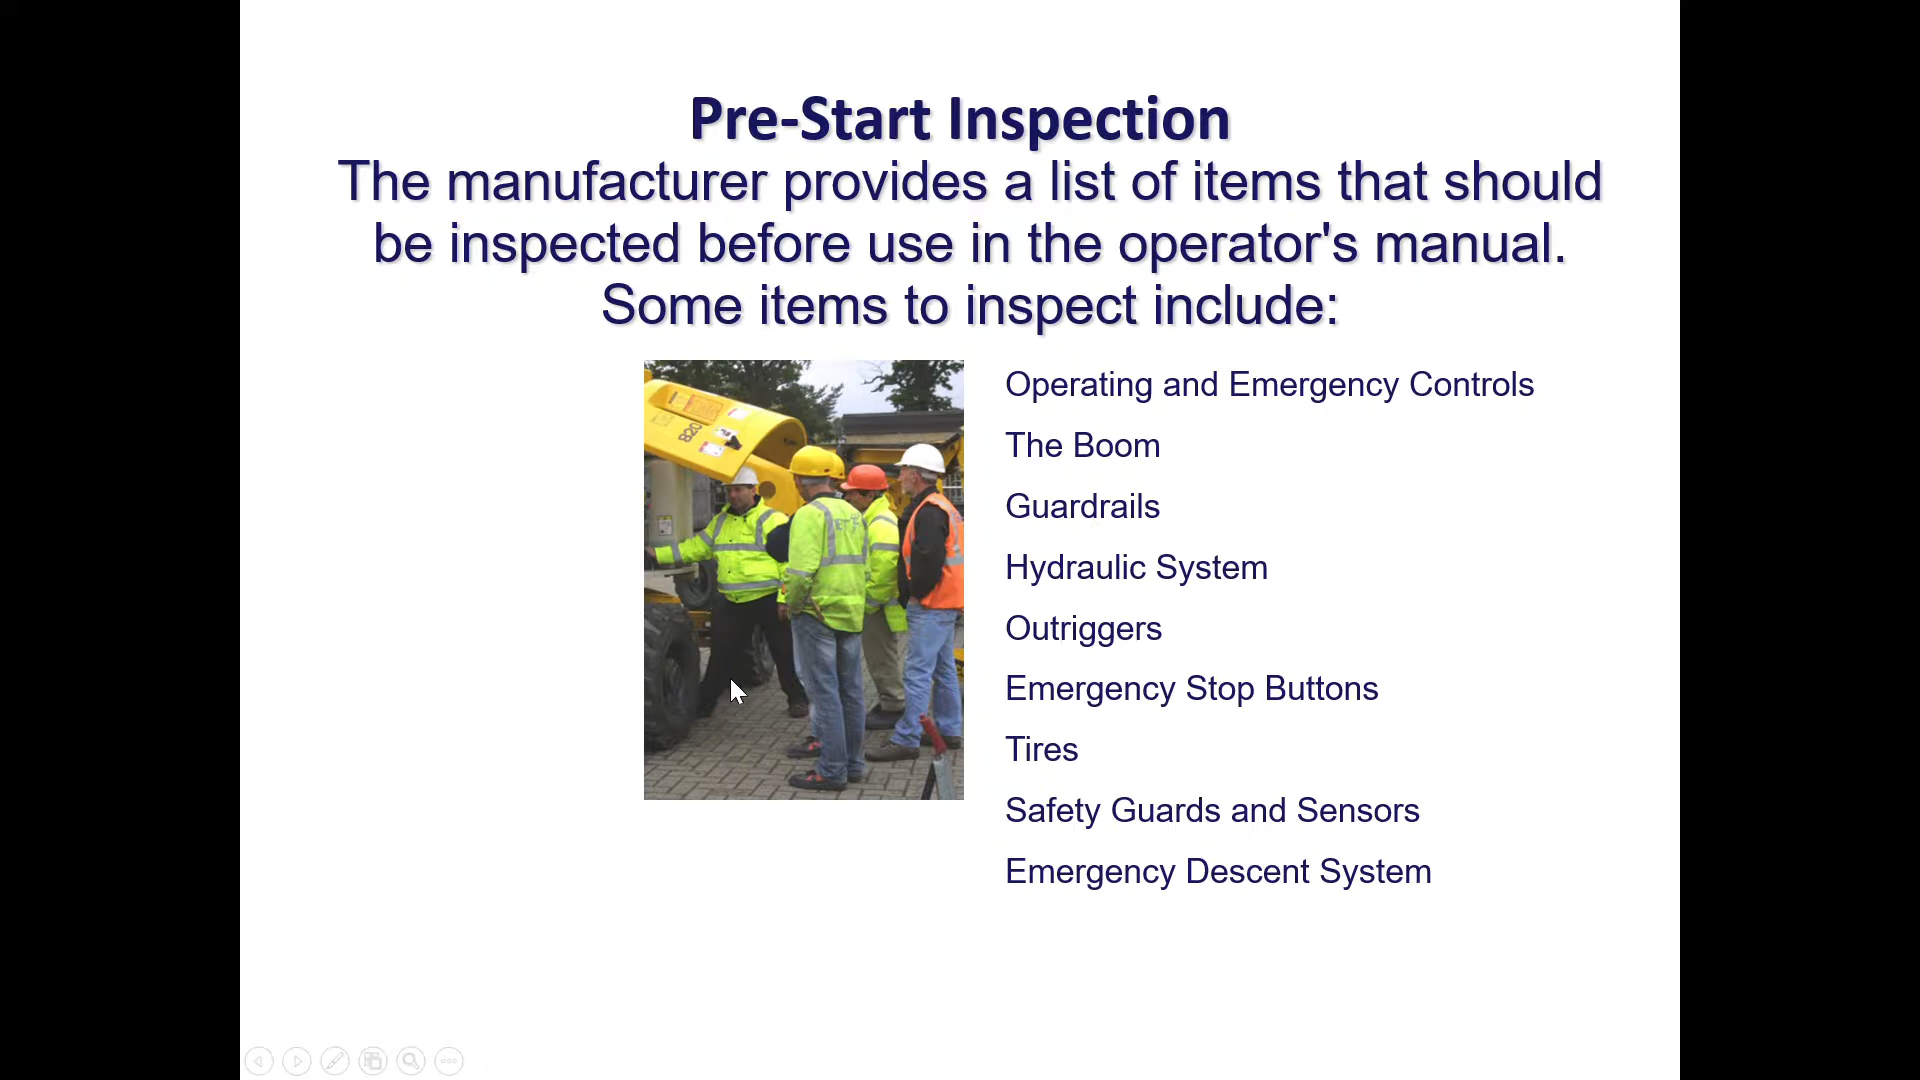 Pre-Start Inspection
The manufacturer provides a list of items that should
be inspected before use in the operator's manual.
Some items to inspect include:
820
Operating and Emergency Controls
The Boom
Guardrails
Hydraulic System
Outriggers
Emergency Stop Buttons
Tires
Safety Guards and Sensors
Emergency Descent System